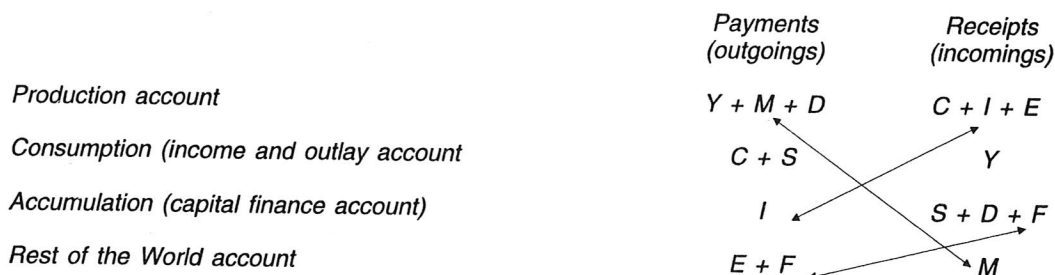 Payments Receipts
(outgoings) (incomings)
Production account Y + M + D C + I + E
Consumption (income and outlay account C + S Y
Accumulation (capital finance account) I S + D + F
Rest of the World account E + F M